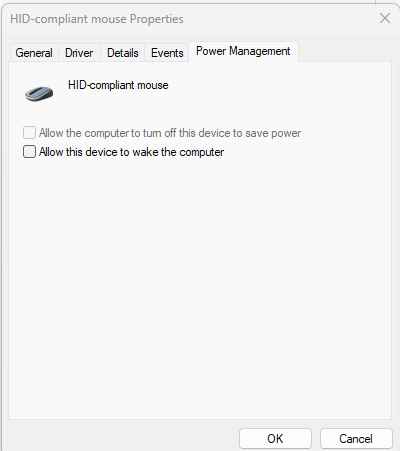 HID-compliant mouse Properties
General Driver Details Events Power Management
HID-compliant mouse
Allow the computer to turn off this device to save power
Allow this device to wake the computer
OK Cancel